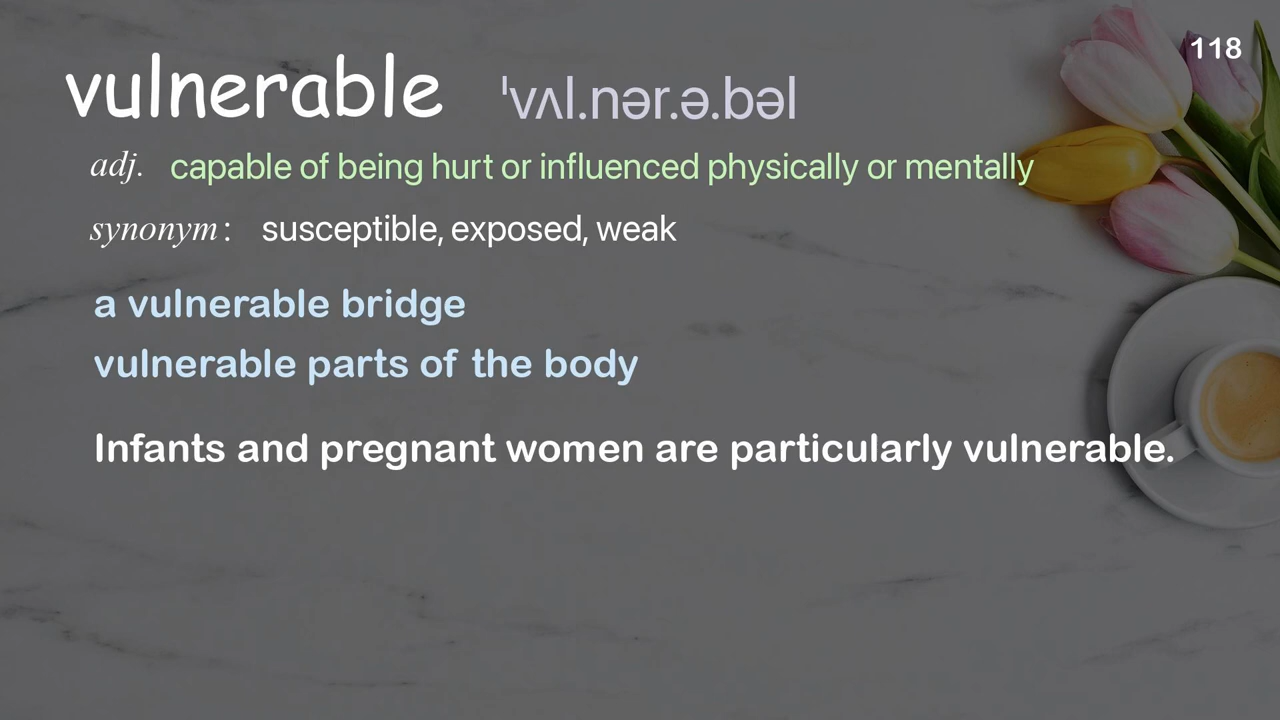 118
vulnerable ˈvʌl.nər.ə.bəl
adj. capable of being hurt or influenced physically or mentally
synonym: susceptible, exposed, weak
a vulnerable bridge
vulnerable parts of the body
Infants and pregnant women are particularly vulnerable.